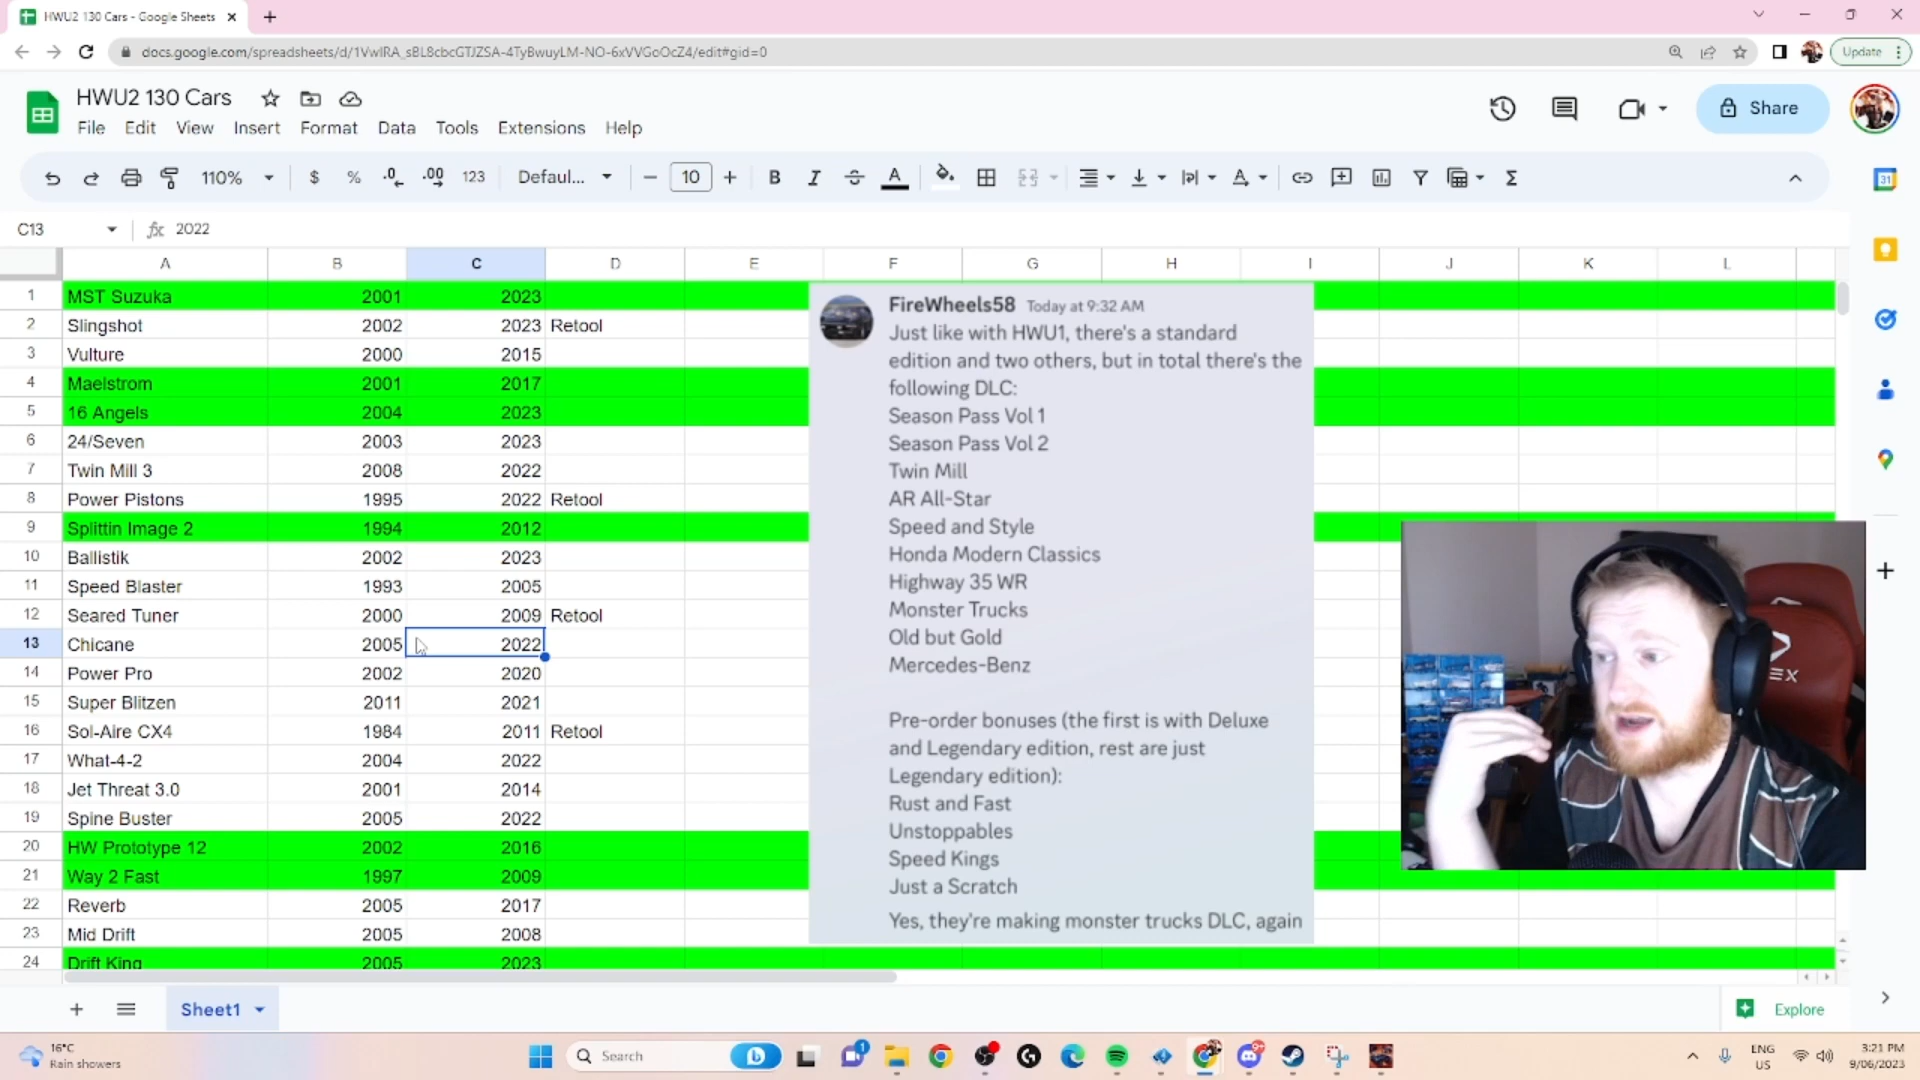 HWU2 130 Cars - Google Sheets
docs.google.com/spreadsheets/d/1VwIRA_sBL8cbcGTJZSA-4TyBwuyLM-NO-6xVVGoOcZ4/edit#gid=0
Update
HWU2 130 Cars
File Edit View Insert Format Data Tools Extensions Help
Share
110% $ % .0 .00 123 Defaul... 10 B I A
31
C13 2022
A B C D E F G H I J K L
1 MST Suzuka 2001 2023
2 Slingshot 2002 2023 Retool
3 Vulture 2000 2015
4 Maelstrom 2001 2017
5 16 Angels 2004 2023
6 24/Seven 2003 2023
7 Twin Mill 3 2008 2022
8 Power Pistons 1995 2022 Retool
9 Splittin Image 2 1994 2012
10 Ballistik 2002 2023
11 Speed Blaster 1993 2005
12 Seared Tuner 2000 2009 Retool
13 Chicane 2005 2022
14 Power Pro 2002 2020
15 Super Blitzen 2011 2021
16 Sol-Aire CX4 1984 2011 Retool
17 What-4-2 2004 2022
18 Jet Threat 3.0 2001 2014
19 Spine Buster 2005 2022
20 HW Prototype 12 2002 2016
21 Way 2 Fast 1997 2009
22 Reverb 2005 2017
23 Mid Drift 2005 2008
24 Drift King 2005 2023
FireWheels58 Today at 9:32 AM
Just like with HWU1, there's a standard
edition and two others, but in total there's the
following DLC:
Season Pass Vol 1
Season Pass Vol 2
Twin Mill
AR All-Star
Speed and Style
Honda Modern Classics
Highway 35 WR
Monster Trucks
Old but Gold
Mercedes-Benz
Pre-order bonuses (the first is with Deluxe
and Legendary edition, rest are just
Legendary edition):
Rust and Fast
Unstoppables
Speed Kings
Just a Scratch
Yes, they're making monster trucks DLC, again
EX
Sheet1
Explore
16°C
Rain showers
Search
1
9+
ENG
US
3:21 PM
9/06/2023